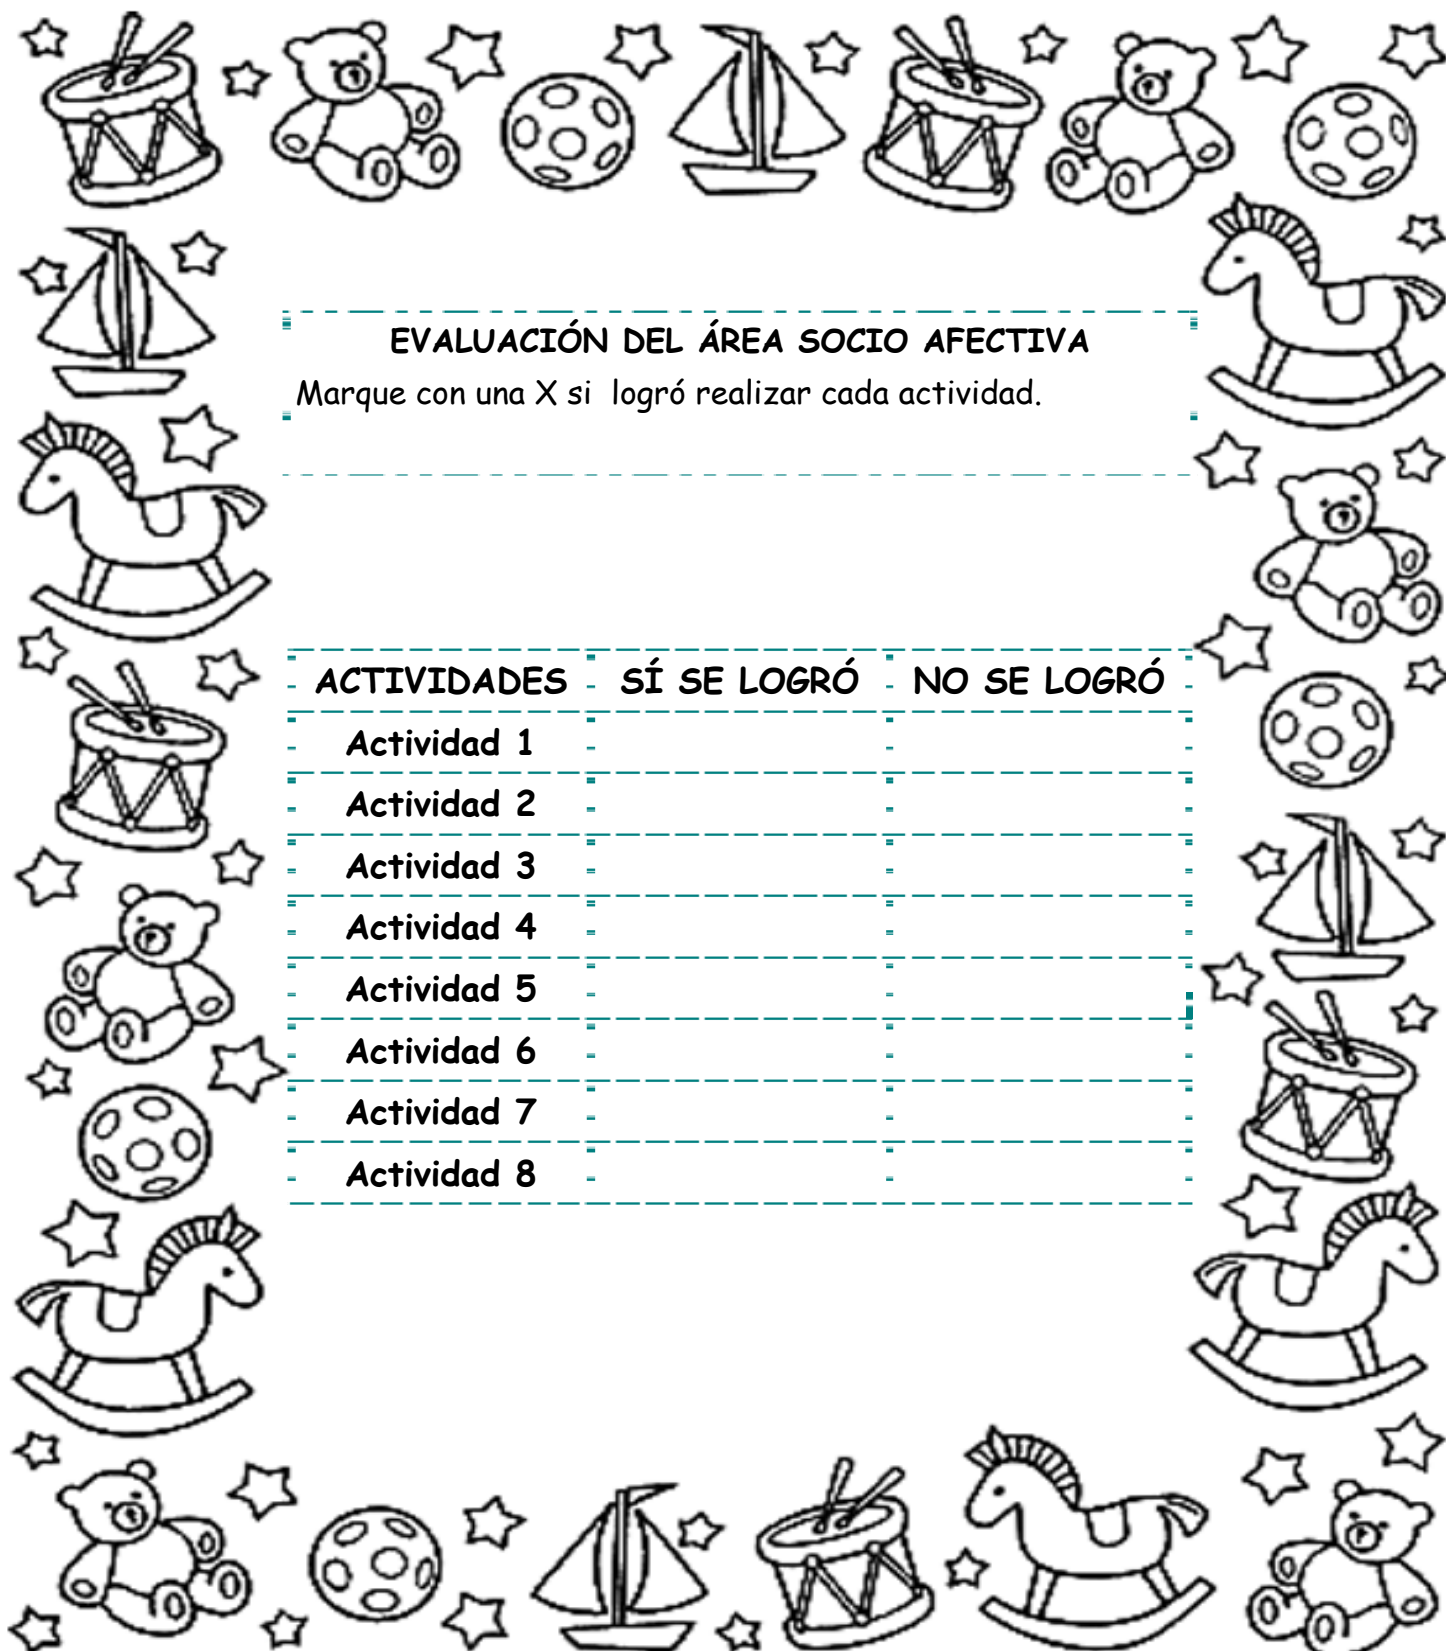 EVALUACIÓN DEL ÁREA SOCIO AFECTIVA
Marque con una X si logró realizar cada actividad.
ACTIVIDADES SÍ SE LOGRÓ NO SE LOGRÓ
Actividad 1
Actividad 2
Actividad 3
Actividad 4
Actividad 5
Actividad 6
Actividad 7
Actividad 8